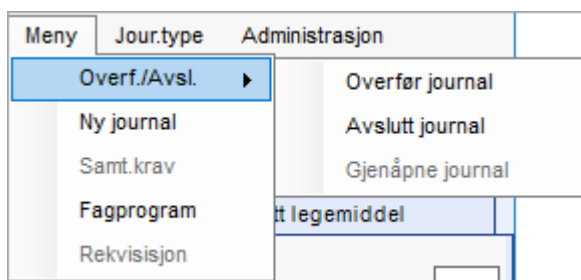 Meny Jour.type Administrasjon
Overf./Avsl. Overfør journal
Ny journal Avslutt journal
Samt.krav Gjenåpne journal
Fagprogram tt legemiddel
Rekvisisjon